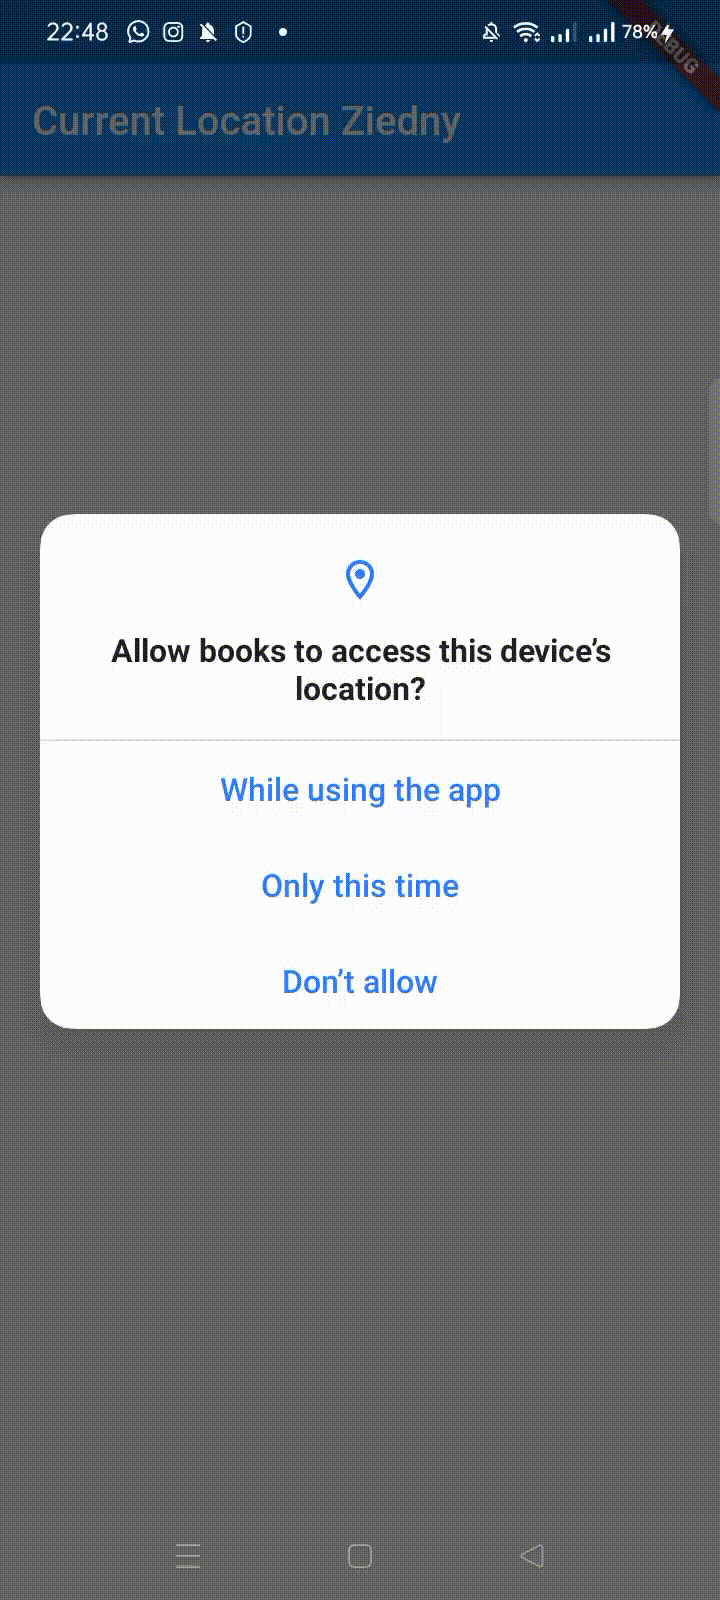 22:48
78%
DEBUG
Current Location Ziedny
Allow books to access this device’s
location?
While using the app
Only this time
Don’t allow